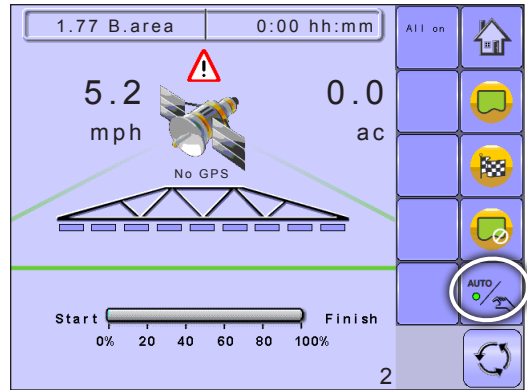 1.77 B.area 0:00 hh:mm
All on
5.2 0.0
mph ac
No GPS
AUTO
Start Finish
0% 20 40 60 80 100%
2